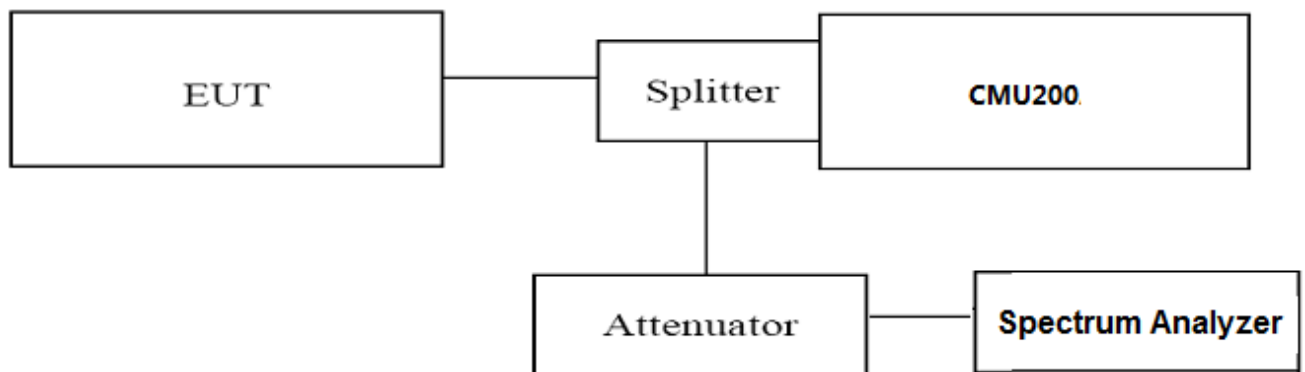 EUT
Splitter
CMU200
Attenuator
Spectrum Analyzer